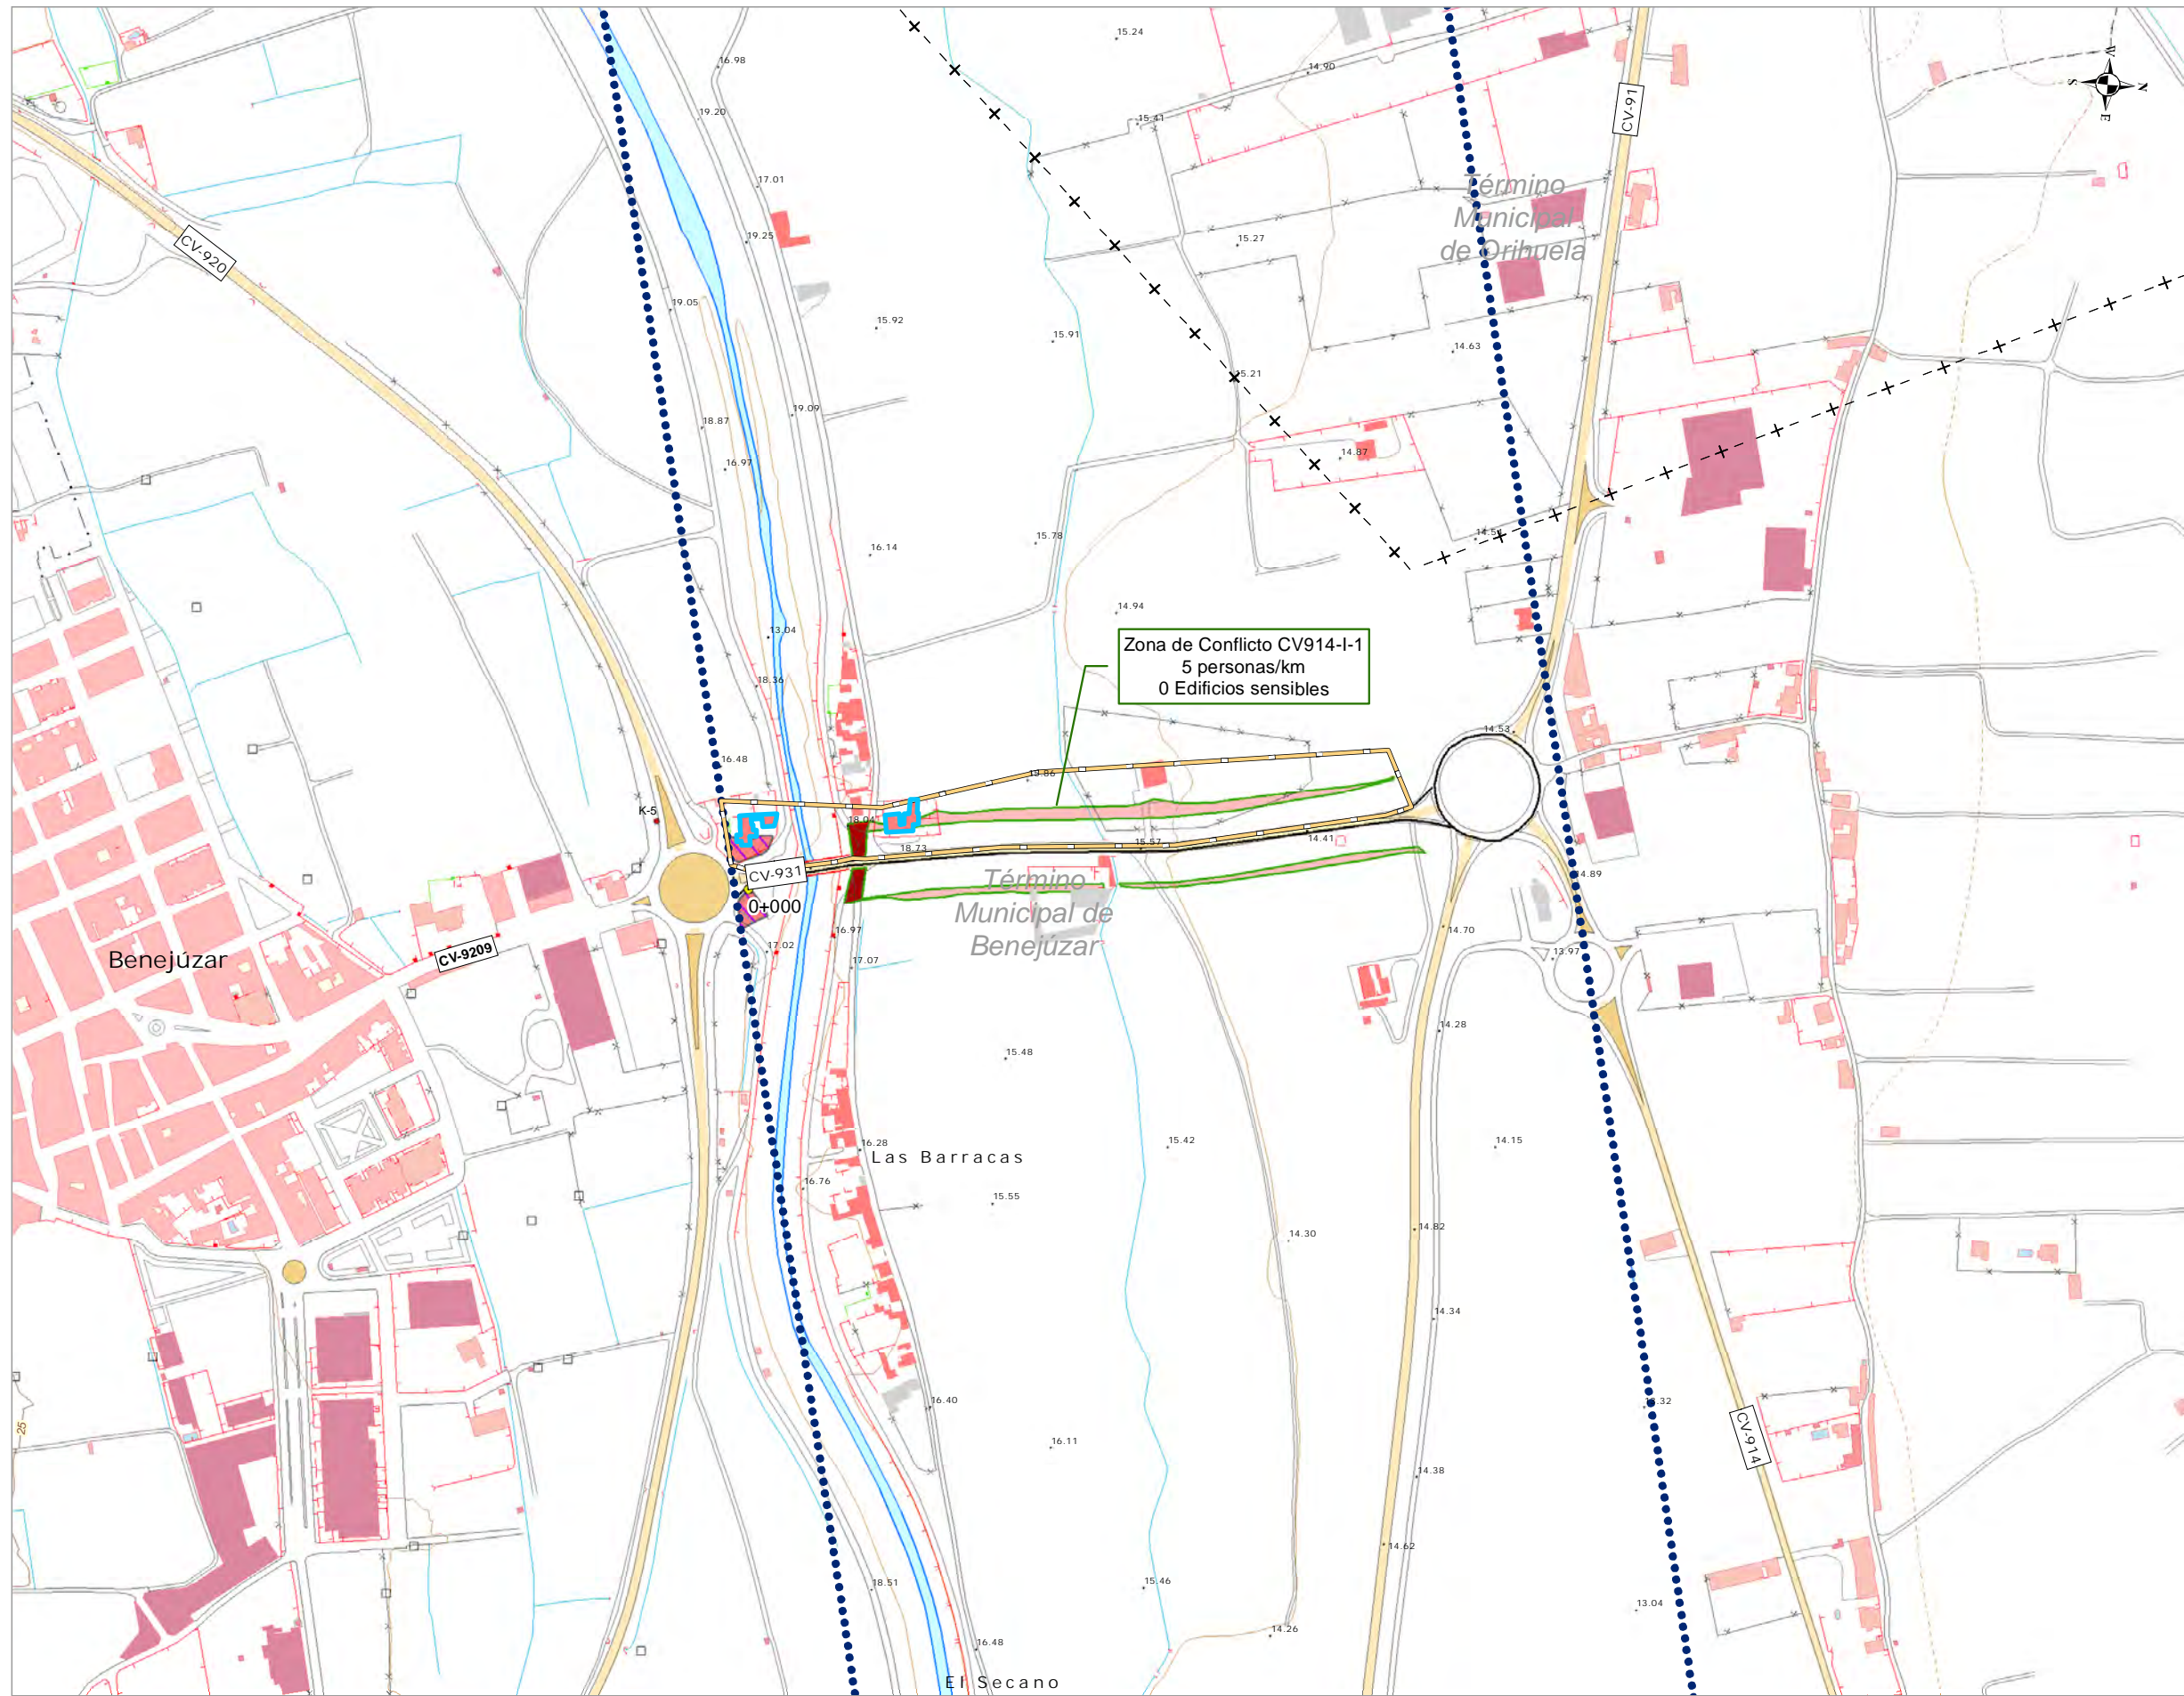 15.24
16.98
14.90
W
N
S
E
19.20
15.41
CV-91
17.01
Término
Municipal
de Orihuela
19.25
15.27
CV-920
19.05
15.92
15.91
14.63
15.21
19.09
18.87
14.87
16.97
15.78
16.14
14.94
13.04
Zona de Conflicto CV914-I-1
5 personas/km
0 Edificios sensibles
18.36
14.53
16.48
19.86
K-5
18.04
14.41
18.73
15.57
CV-931
14.89
Término
Municipal de
Benejúzar
0+000
16.97
14.70
CV-9209
17.02
13.97
Benejúzar
17.07
14.28
15.48
16.28
15.42
14.15
Las Barracas
16.76
15.55
14.82
14.30
14.34
16.40
25
CV-914
16.11
14.38
14.62
18.51
15.46
13.04
14.26
16.48
El Secano